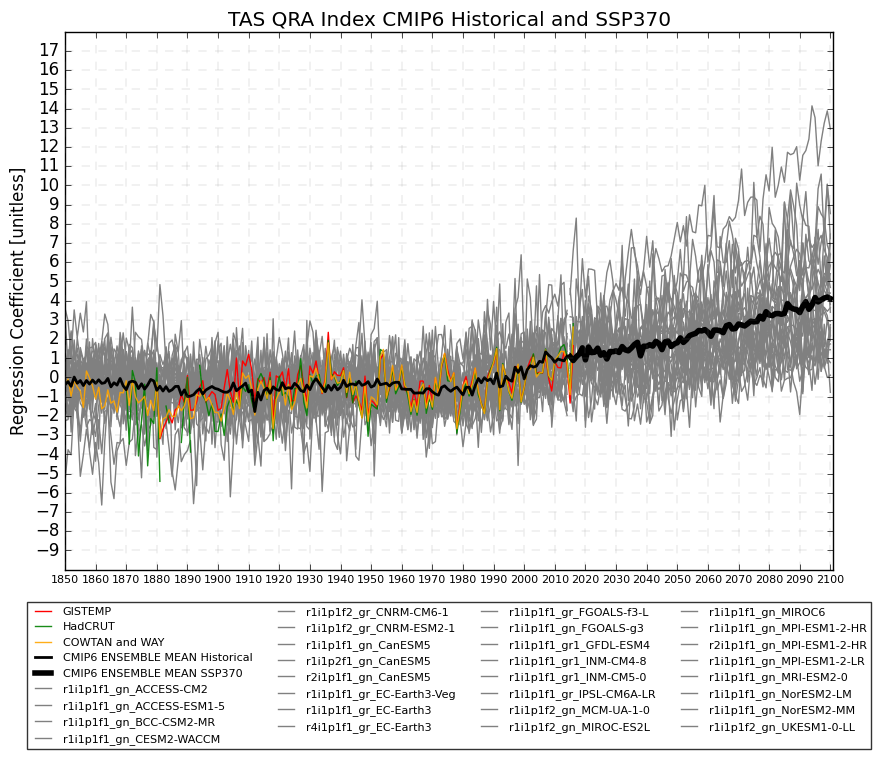 TAS QRA Index CMIP6 Historical and SSP370
Regression Coefficient [unitless]
17
16
15
14
13
12
11
10
9
8
7
6
5
4
3
2
1
0
−1
−2
−3
−4
−5
−6
−7
−8
−9
1850 1860 1870 1880 1890 1900 1910 1920 1930 1940 1950 1960 1970 1980 1990 2000 2010 2020 2030 2040 2050 2060 2070 2080 2090 2100
GISTEMP
HadCRUT
COWTAN and WAY
CMIP6 ENSEMBLE MEAN Historical
CMIP6 ENSEMBLE MEAN SSP370
r1i1p1f1_gn_ACCESS-CM2
r1i1p1f1_gn_ACCESS-ESM1-5
r1i1p1f1_gn_BCC-CSM2-MR
r1i1p1f1_gn_CESM2-WACCM
r1i1p1f2_gr_CNRM-CM6-1
r1i1p1f2_gr_CNRM-ESM2-1
r1i1p1f1_gn_CanESM5
r1i1p2f1_gn_CanESM5
r2i1p1f1_gn_CanESM5
r1i1p1f1_gr_EC-Earth3-Veg
r1i1p1f1_gr_EC-Earth3
r4i1p1f1_gr_EC-Earth3
r1i1p1f1_gr_FGOALS-f3-L
r1i1p1f1_gn_FGOALS-g3
r1i1p1f1_gr1_GFDL-ESM4
r1i1p1f1_gr1_INM-CM4-8
r1i1p1f1_gr1_INM-CM5-0
r1i1p1f1_gr_IPSL-CM6A-LR
r1i1p1f2_gn_MCM-UA-1-0
r1i1p1f2_gn_MIROC-ES2L
r1i1p1f1_gn_MIROC6
r1i1p1f1_gn_MPI-ESM1-2-HR
r2i1p1f1_gn_MPI-ESM1-2-HR
r1i1p1f1_gn_MPI-ESM1-2-LR
r1i1p1f1_gn_MRI-ESM2-0
r1i1p1f1_gn_NorESM2-LM
r1i1p1f1_gn_NorESM2-MM
r1i1p1f2_gn_UKESM1-0-LL